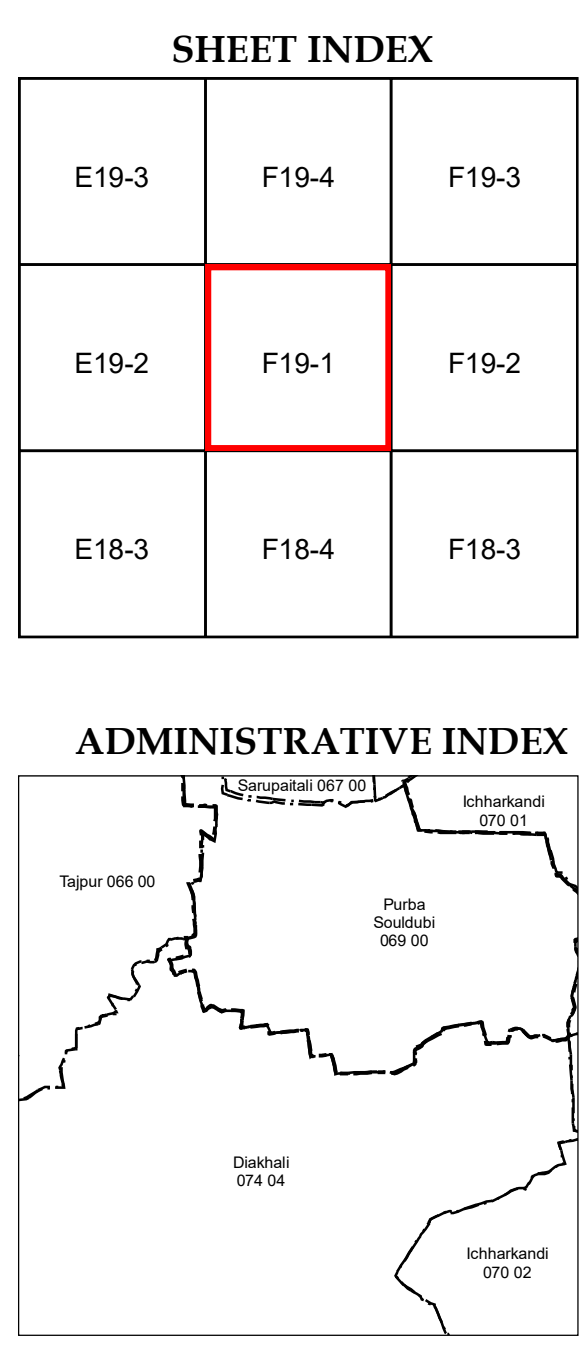 SHEET INDEX
E19-3
F19-4
F19-3
E19-2
F19-1
F19-2
E18-3
F18-4
F18-3
ADMINISTRATIVE INDEX
Sarupaitali 067 00
Ichharkandi
070 01
Tajpur 066 00
Purba
Souldubi
069 00
Diakhali
074 04
Ichharkandi
070 02